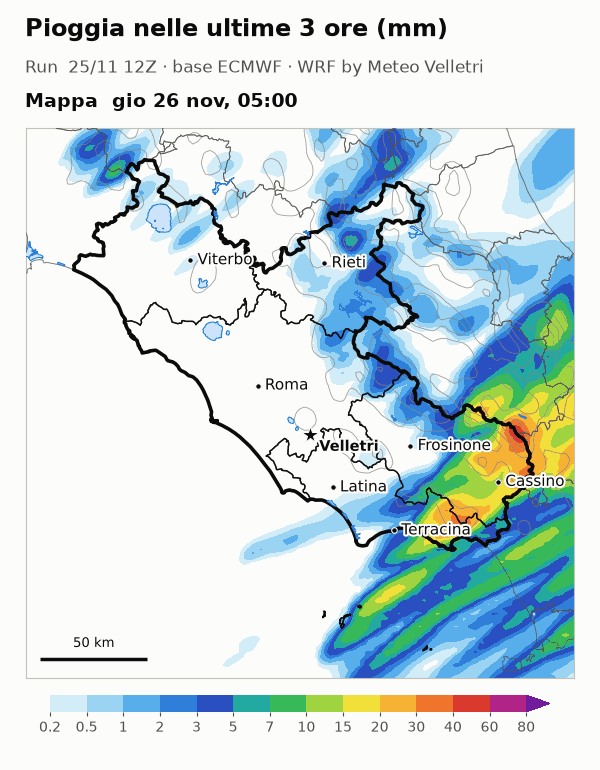 Pioggia nelle ultime 3 ore (mm)
Run  25/11 12Z · base ECMWF · WRF by Meteo Velletri
Mappa  gio 26 nov, 05:00
Viterbo
Rieti
Roma
Velletri
Frosinone
Latina
Cassino
Terracina
50 km
0.2 0.5 1 2 3 5 7 10 15 20 30 40 60 80